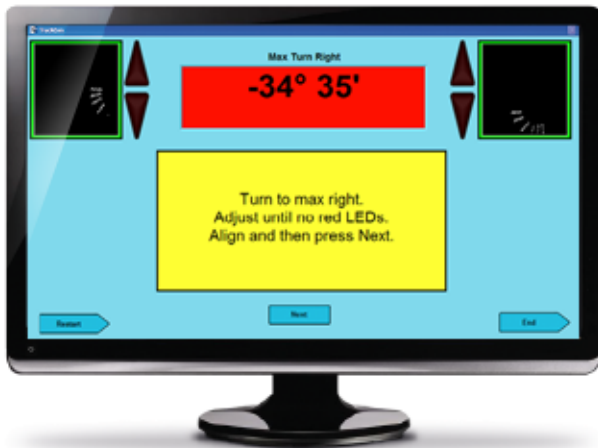 Max Turn Right
-34° 35'
Turn to max right.
Adjust until no red LEDs.
Align and then press Next.
Restart
Next
End